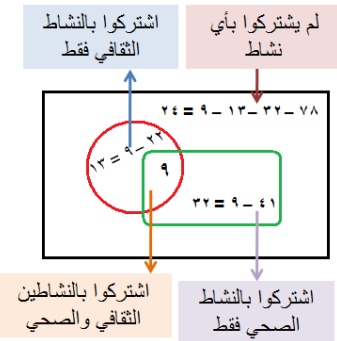 لم يشتركوا بأي
نشاط
اشتركوا بالنشاط
الثقافي فقط
٧٨ – ٣٢ – ١٣ – ٩ = ٢٤
٢٢ – ٩ = ١٣
٩
٤١ – ٩ = ٣٢
اشتركوا بالنشاط
الصحي فقط
اشتركوا بالنشاطين
الثقافي والصحي